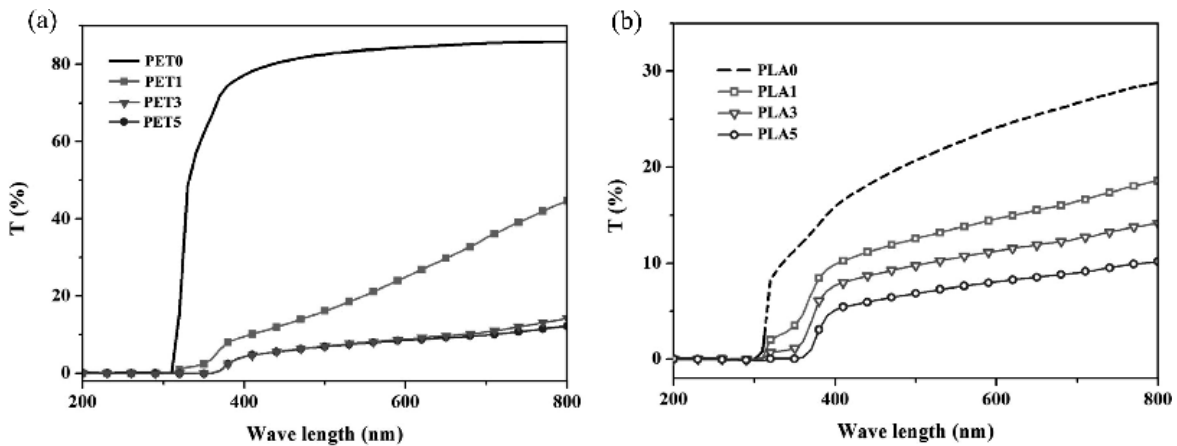 (a)
PET0
PET1
PET3
PET5
80
60
40
20
0
T (%)
200
400
600
800
Wave length (nm)
(b)
PLA0
PLA1
PLA3
PLA5
30
20
10
0
T (%)
200
400
600
800
Wave length (nm)